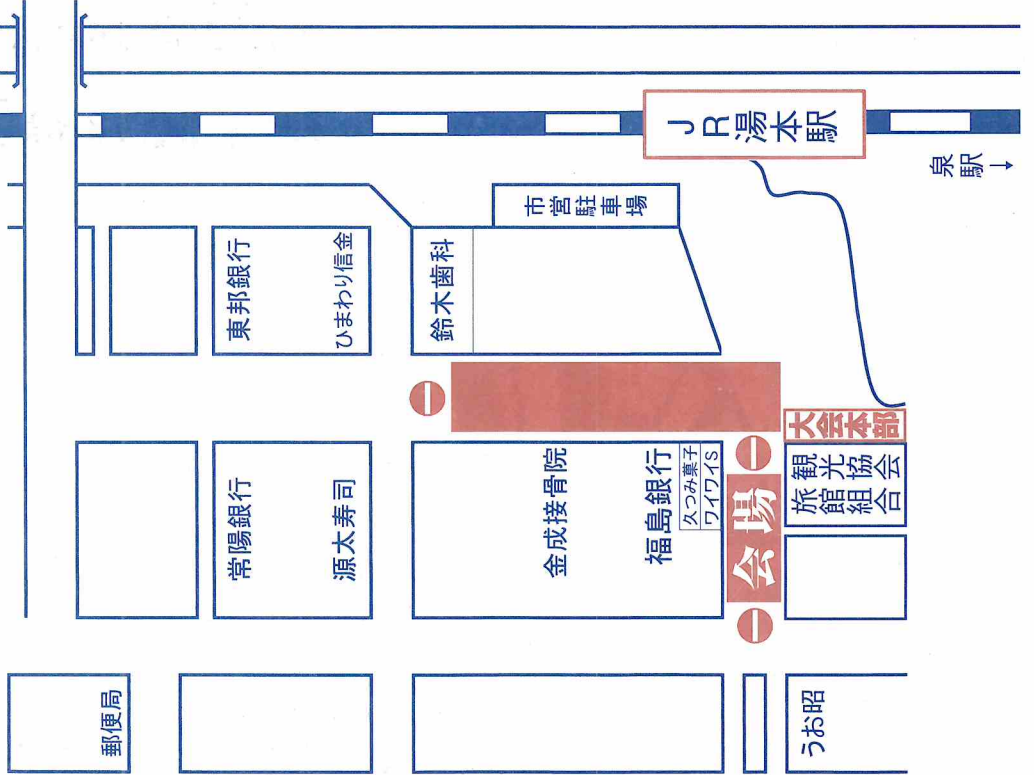 JR湯本駅
泉駅→
市営駐車場
東邦銀行
ひまわり信金
鈴木歯科
大会本部
常陽銀行
源太寿司
金成接骨院
福島銀行
久つみ菓子
ワイワイS
会場
旅館組合
観光協会
郵便局
うお昭